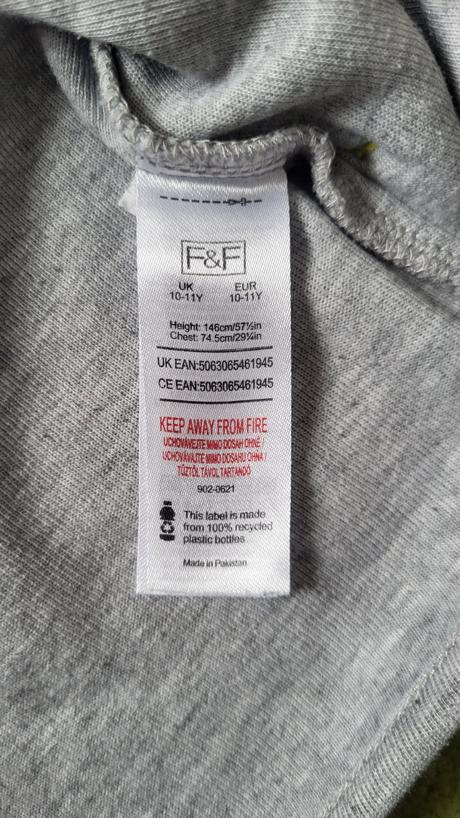 F&F
UK EUR
10-11Y 10-11Y
Height: 146cm/57½in
Chest: 74.5cm/29¼in
UK EAN:5063065461945
CE EAN:5063065461945
KEEP AWAY FROM FIRE
UCHOVÁVEJTE MIMO DOSAH OHNĚ /
UCHOVÁVAJTE MIMO DOSAHU OHŇA /
TŰZTŐL TÁVOL TARTANDÓ
902-0621
This label is made
from 100% recycled
plastic bottles
Made in Pakistan